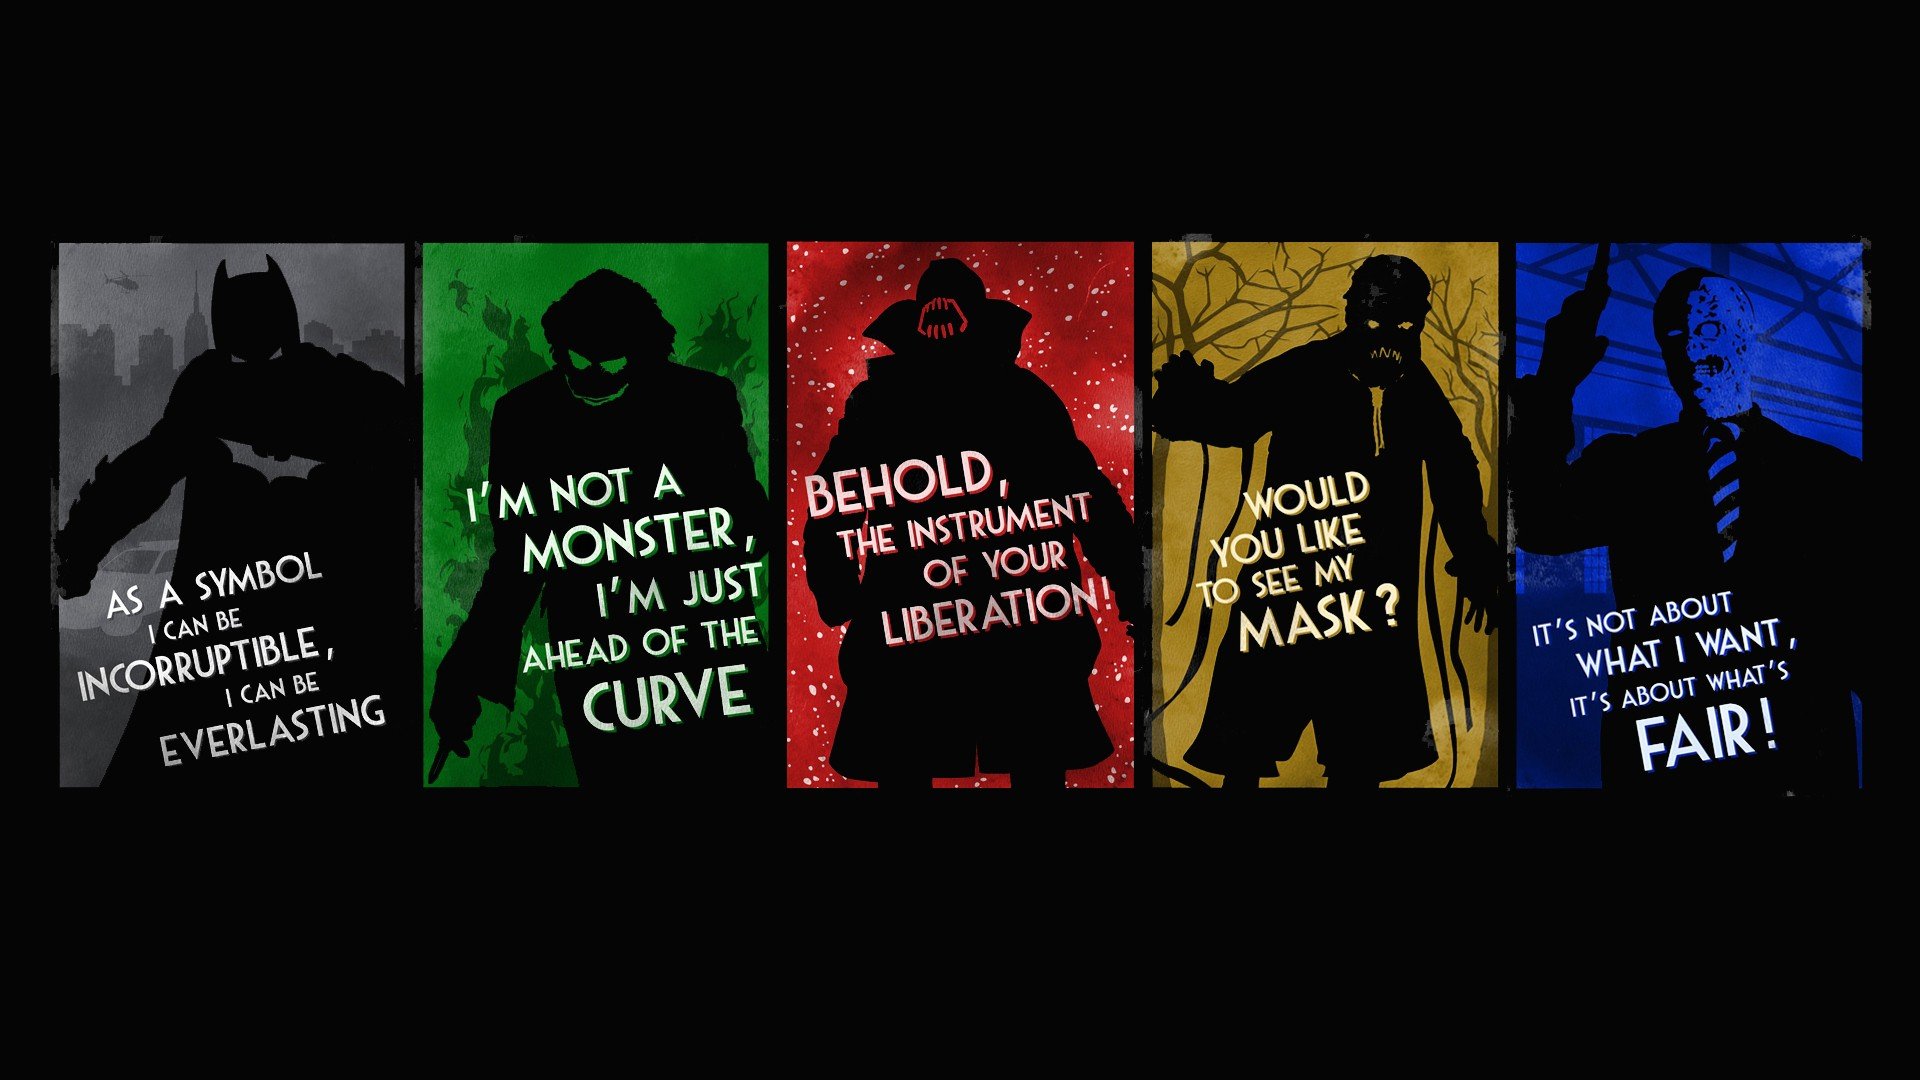 AS A SYMBOL
I CAN BE
INCORRUPTIBLE,
I CAN BE
EVERLASTING
I'M NOT A
MONSTER,
I'M JUST
AHEAD OF THE
CURVE
BEHOLD,
THE INSTRUMENT
OF YOUR
LIBERATION!
WOULD
YOU LIKE
TO SEE MY
MASK?
IT'S NOT ABOUT
WHAT I WANT,
IT'S ABOUT WHAT'S
FAIR!